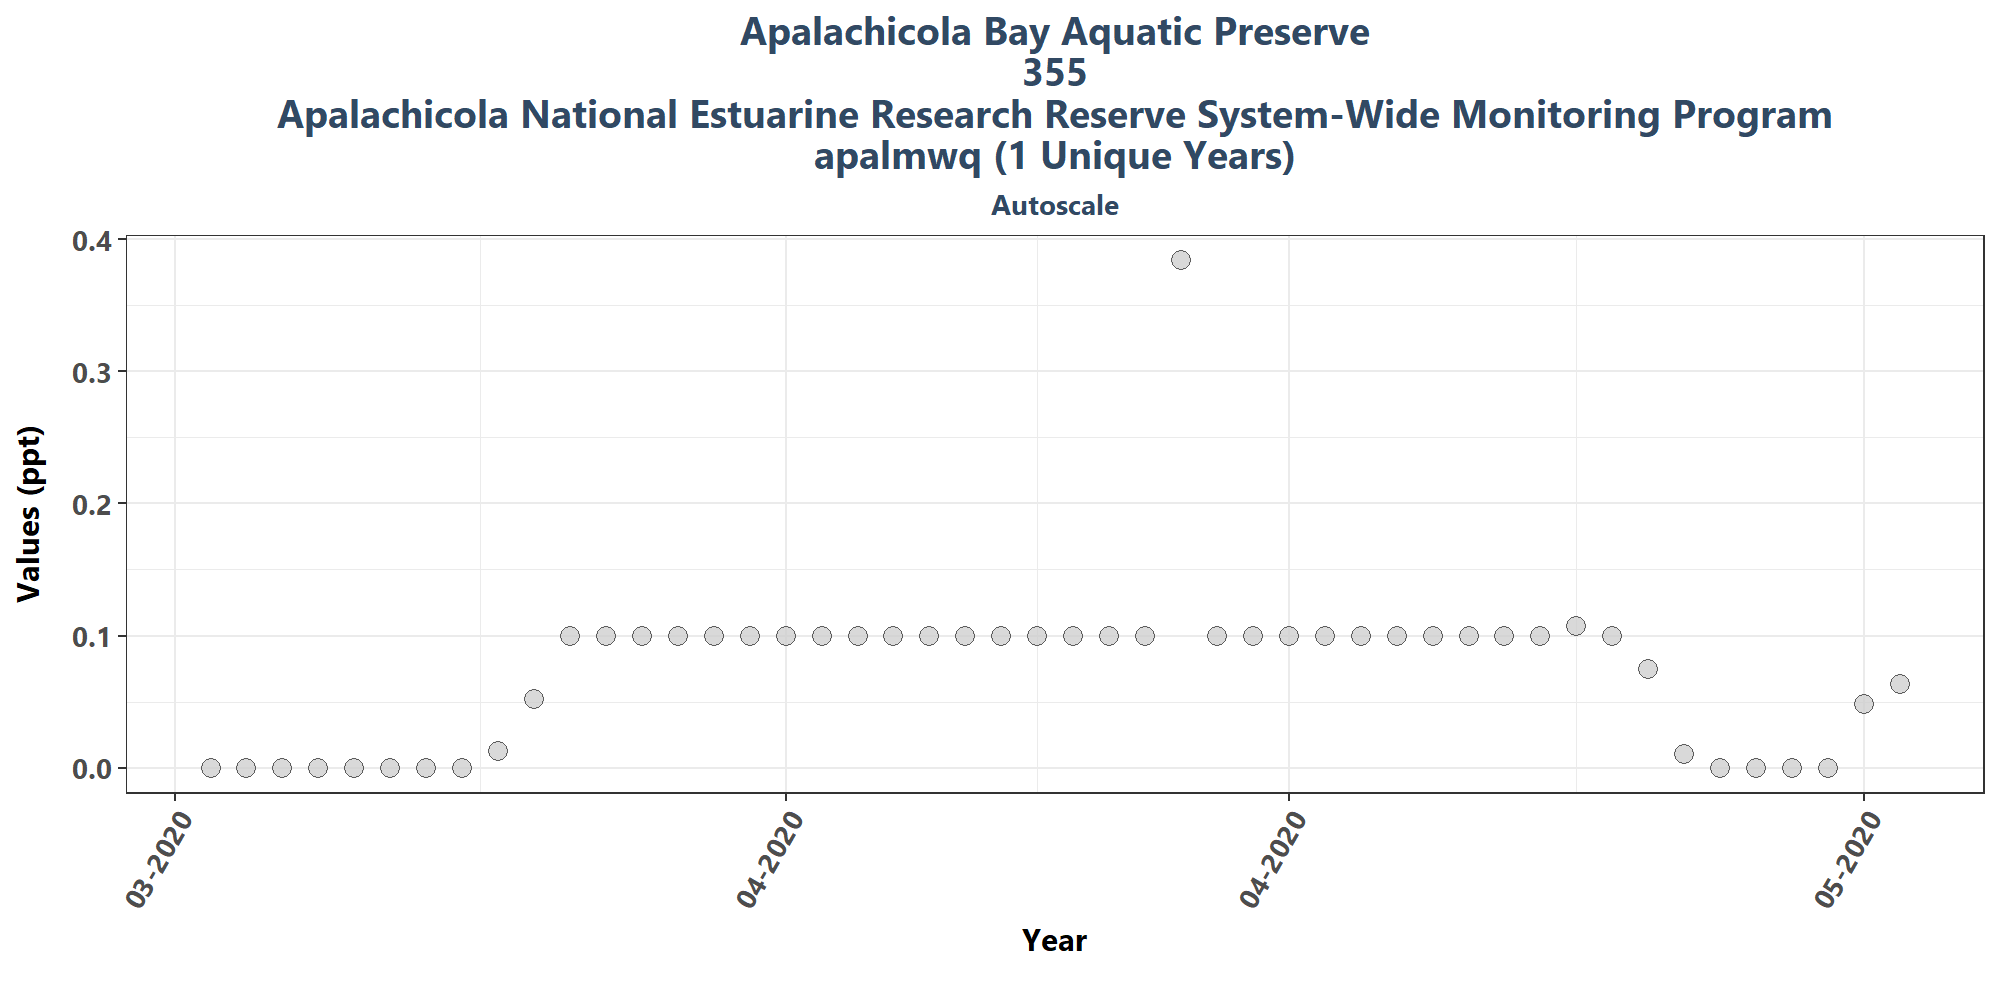 Apalachicola Bay Aquatic Preserve
355
Apalachicola National Estuarine Research Reserve System-Wide Monitoring Program
apalmwq (1 Unique Years)
Autoscale
0.4
0.3
0.2
0.1
0.0
Values (ppt)
03-2020 04-2020 04-2020 05-2020
Year